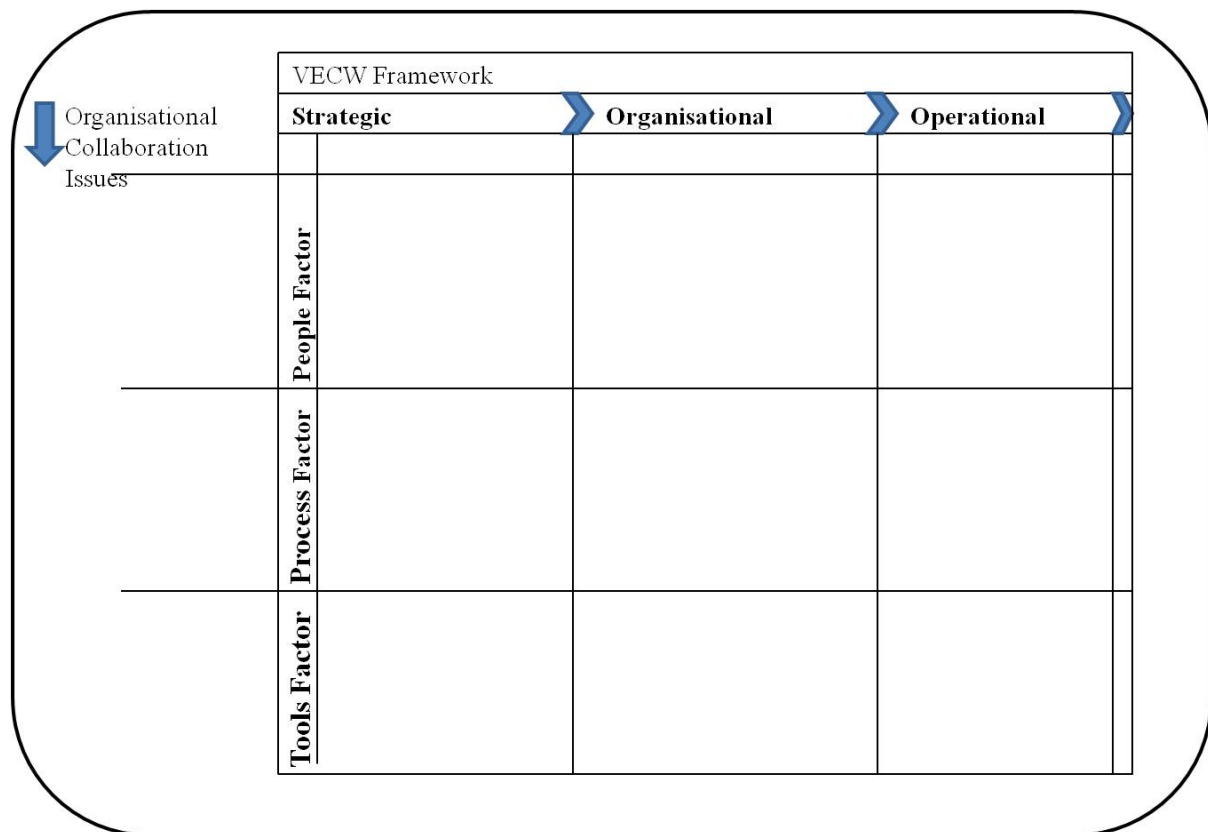 VECW Framework
Strategic
Organisational
Operational
Organisational
Collaboration
Issues
People Factor
Process Factor
Tools Factor